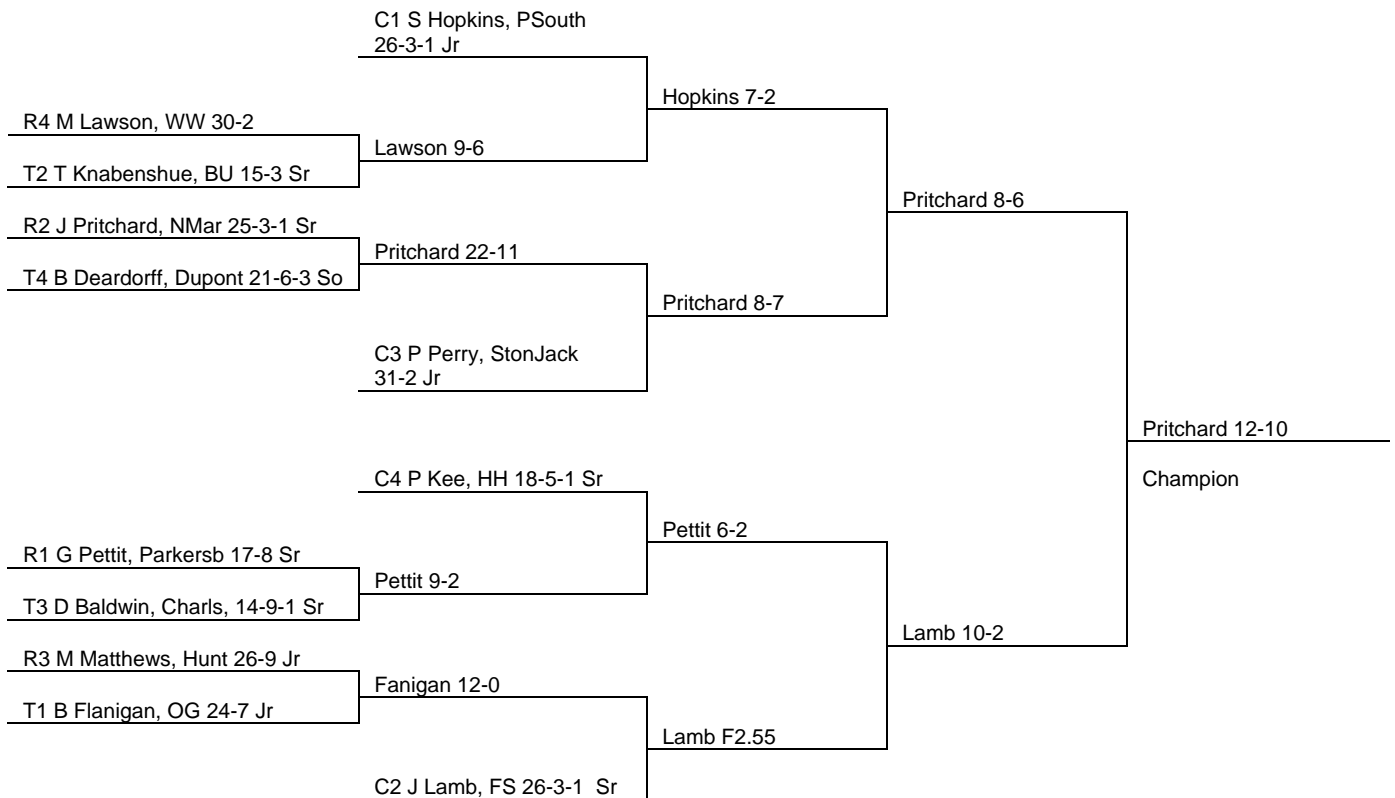 C1 S Hopkins, PSouth
26-3-1 Jr
Hopkins 7-2
R4 M Lawson, WW 30-2
Lawson 9-6
T2 T Knabenshue, BU 15-3 Sr
Pritchard 8-6
R2 J Pritchard, NMar 25-3-1 Sr
Pritchard 22-11
T4 B Deardorff, Dupont 21-6-3 So
Pritchard 8-7
C3 P Perry, StonJack
31-2 Jr
Pritchard 12-10
C4 P Kee, HH 18-5-1 Sr
Champion
Pettit 6-2
R1 G Pettit, Parkersb 17-8 Sr
Pettit 9-2
T3 D Baldwin, Charls, 14-9-1 Sr
Lamb 10-2
R3 M Matthews, Hunt 26-9 Jr
Fanigan 12-0
T1 B Flanigan, OG 24-7 Jr
Lamb F2.55
C2 J Lamb, FS 26-3-1 Sr